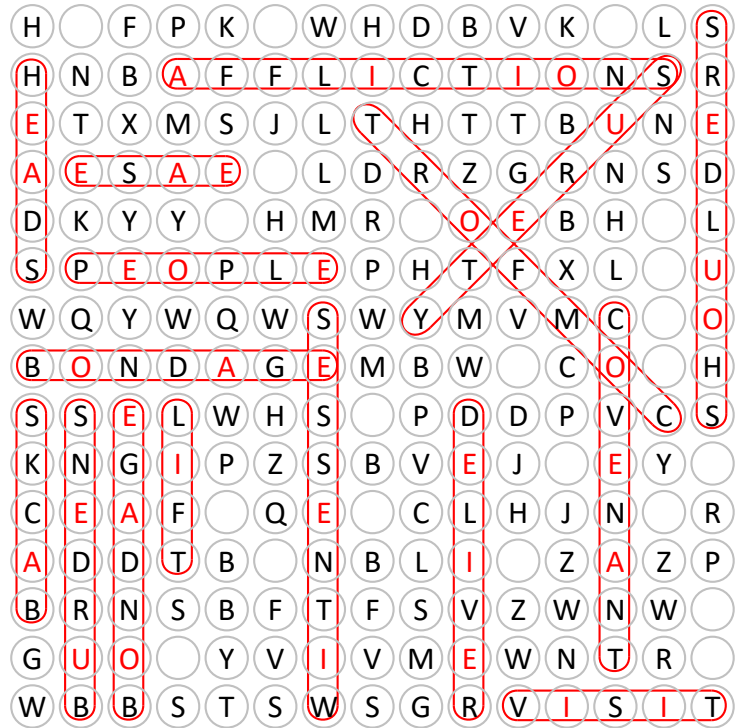 H F P K W H D B V K L S
H N B A F F L I C T I O N S R
E T X M S J L T H T T B U N E
A E S A E L D R Z G R N S D
D K Y Y H M R O E B H L
S P E O P L E P H T F X L U
W Q Y W Q W S W Y M V M C O
B O N D A G E M B W C O H
S S E L W H S P D D P V C S
K N G I P Z S B V E J E Y
C E A F Q E C L H J N R
A D D T B N B L I Z A Z P
B R N S B F T F S V Z W N W
G U O Y V I V M E W N T R
W B B S T S W S G R V I S I T